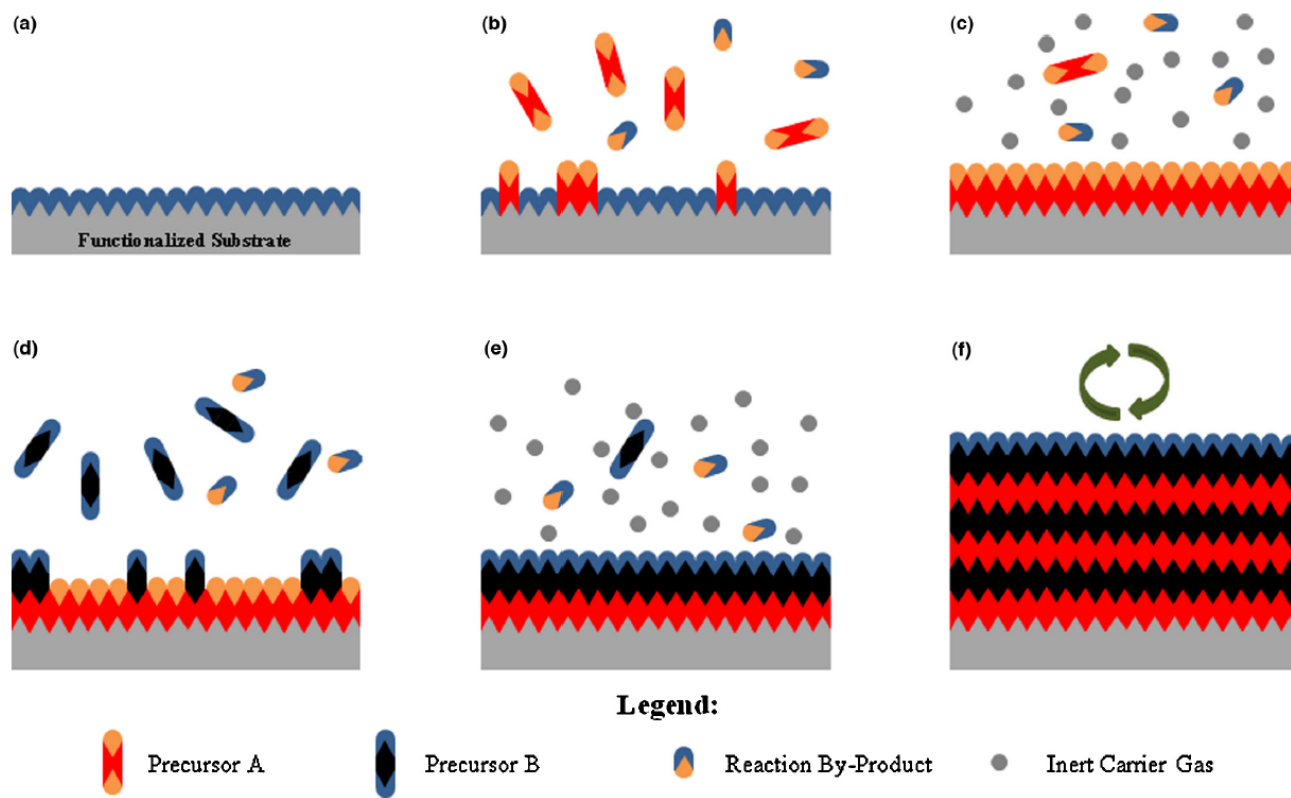 (a)
(b)
(c)
Functionalized Substrate
(d)
(e)
(f)
Legend:
Precursor A
Precursor B
Reaction By-Product
Inert Carrier Gas